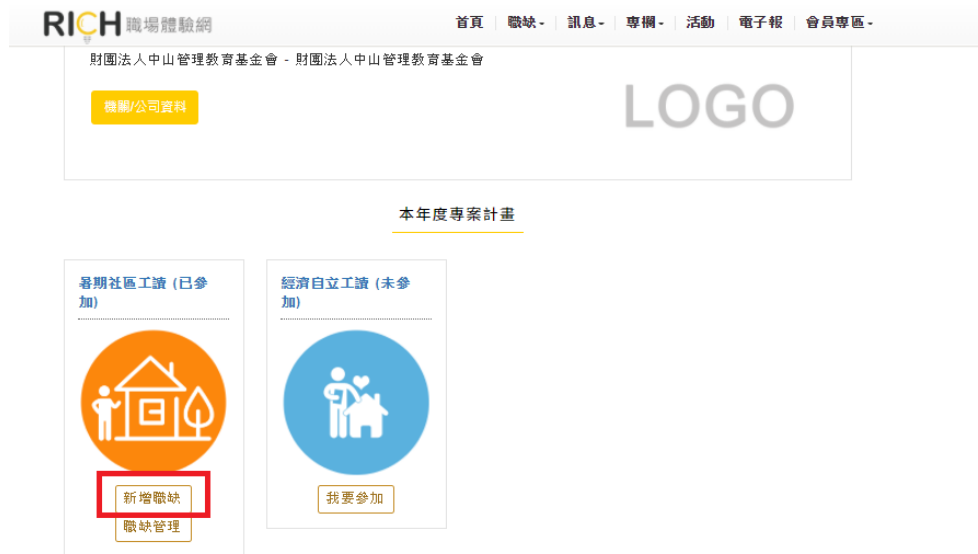 RICH 職場體驗網
首頁 職缺 訊息 專欄 活動 電子報 會員專區
財團法人中山管理教育基金會 - 財團法人中山管理教育基金會
機關/公司資料
LOGO
本年度專案計畫
暑期社區工讀 (已參
加)
新增職缺
職缺管理
經濟自立工讀 (未參
加)
我要參加